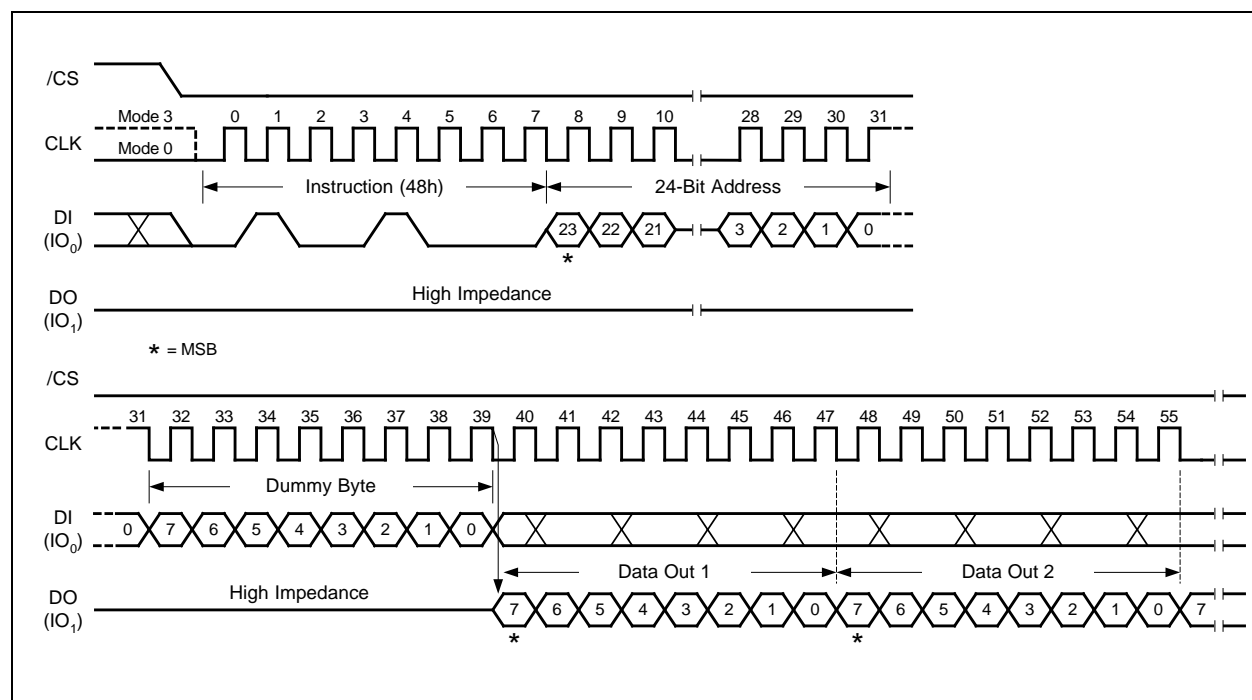 /CS
Mode 3 0 1 2 3 4 5 6 7 8 9 10 28 29 30 31
CLK
Mode 0
Instruction (48h) 24-Bit Address
DI
(IO0) 23 22 21 3 2 1 0
*
High Impedance
DO
(IO1)
* = MSB
/CS
31 32 33 34 35 36 37 38 39 40 41 42 43 44 45 46 47 48 49 50 51 52 53 54 55
CLK
Dummy Byte
DI
(IO0) 0 7 6 5 4 3 2 1 0
Data Out 1 Data Out 2
High Impedance
DO
(IO1) 7 6 5 4 3 2 1 0 7 6 5 4 3 2 1 0 7
* *